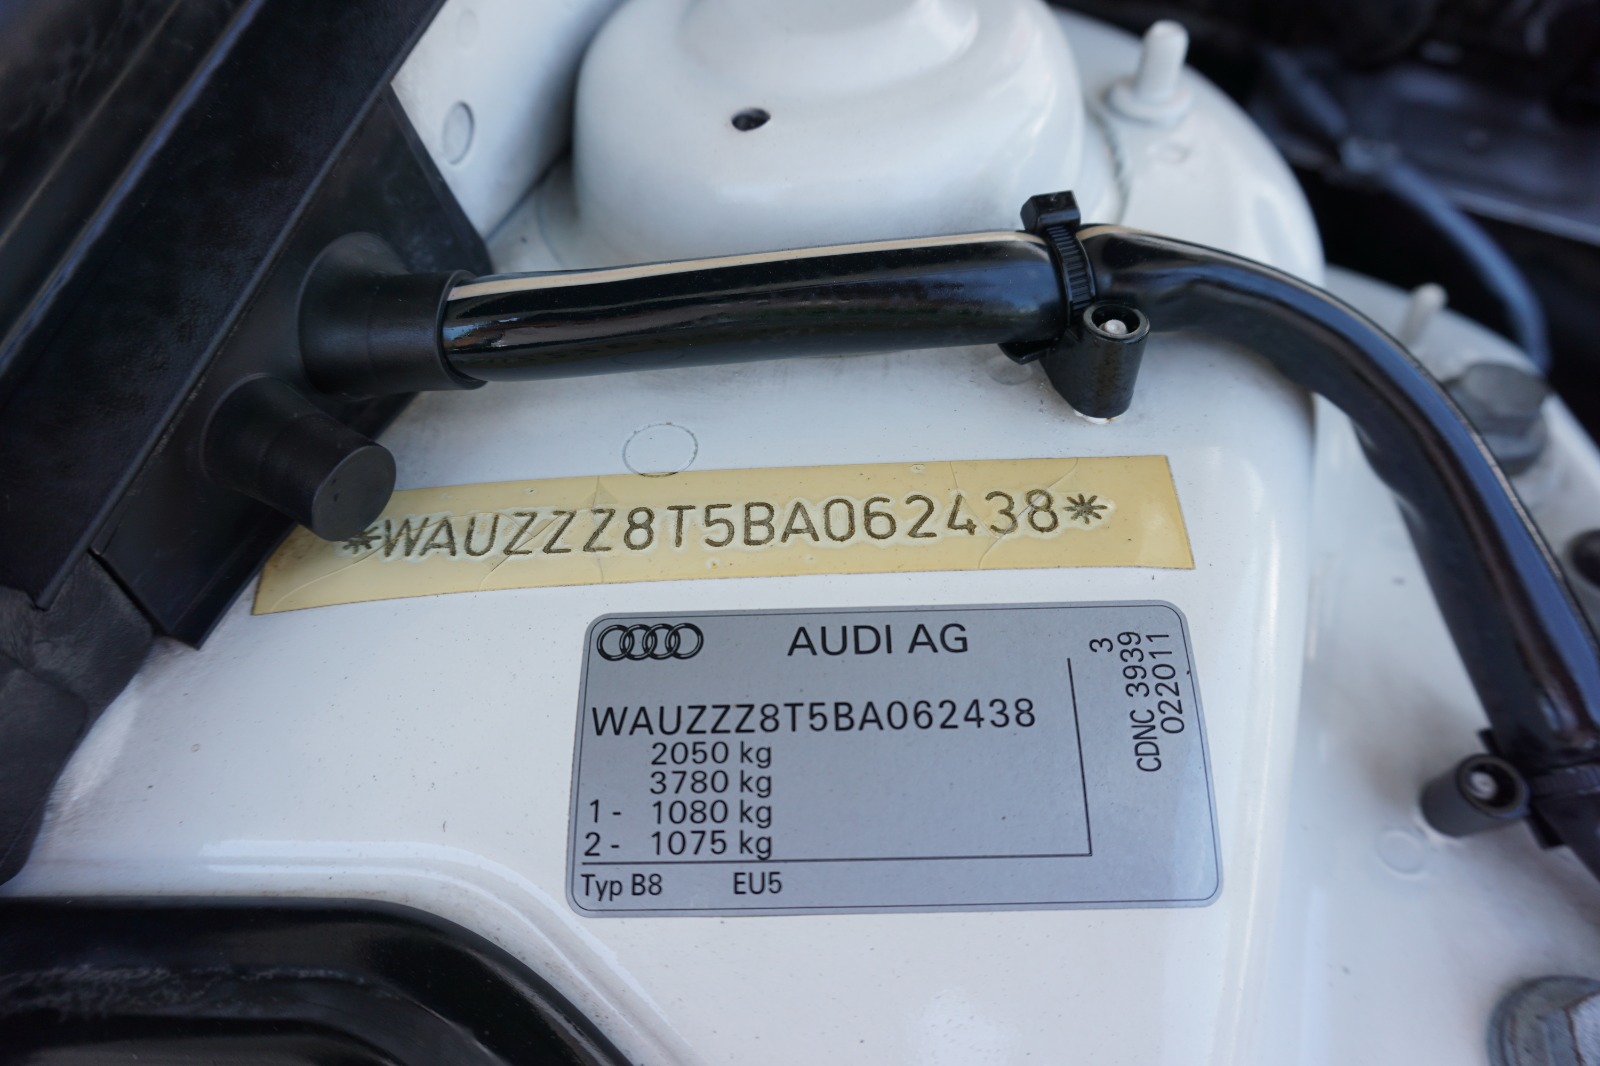 *WAUZZZ8T5BA062438*
AUDI AG
WAUZZZ8T5BA062438
2050 kg
3780 kg
1 - 1080 kg
2 - 1075 kg
Typ B8 EU5
3
CDNC 3939
022011